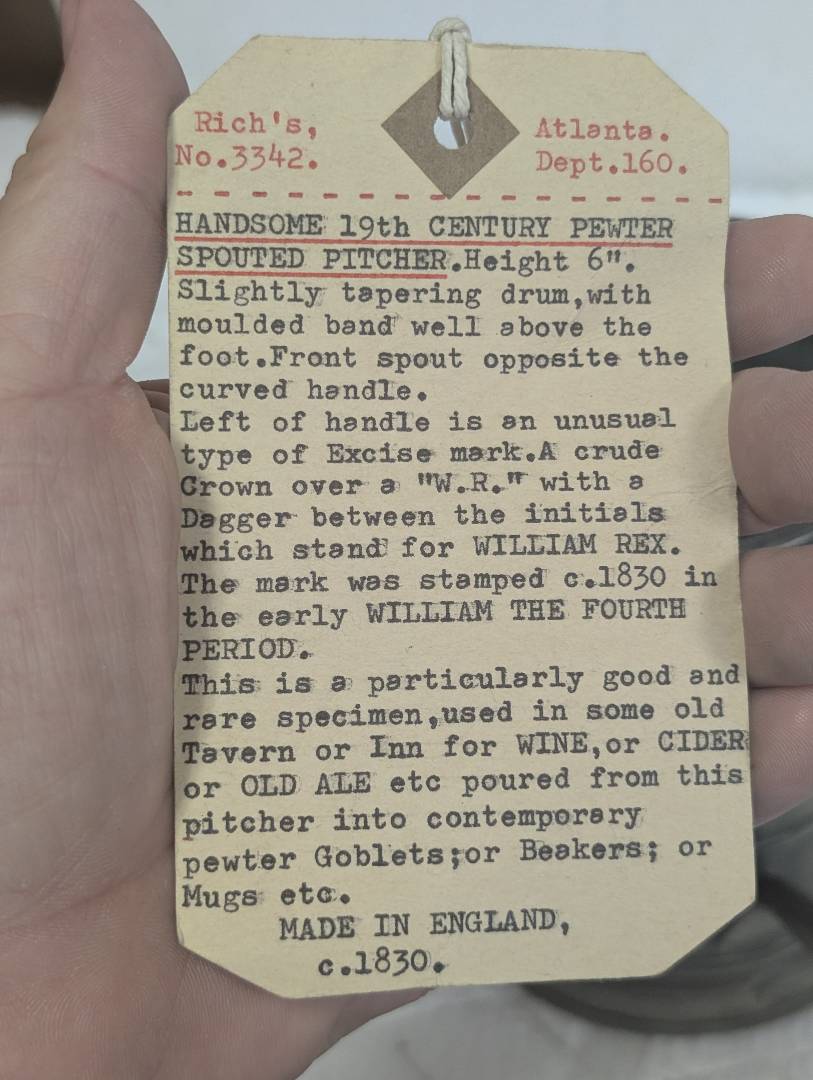 Rich's, Atlanta.
No.3342. Dept.160.
HANDSOME 19th CENTURY PEWTER
SPOUTED PITCHER.Height 6".
Slightly tapering drum,with
moulded band well above the
foot.Front spout opposite the
curved handle.
Left of handle is an unusual
type of Excise mark.A crude
Crown over a "W.R." with a
Dagger between the initials
which stand for WILLIAM REX.
The mark was stamped c.1830 in
the early WILLIAM THE FOURTH
PERIOD.
This is a particularly good and
rare specimen,used in some old
Tavern or Inn for WINE,or CIDER
or OLD ALE etc poured from this
pitcher into contemporary
pewter Goblets;or Beakers; or
Mugs etc.
MADE IN ENGLAND,
c.1830.